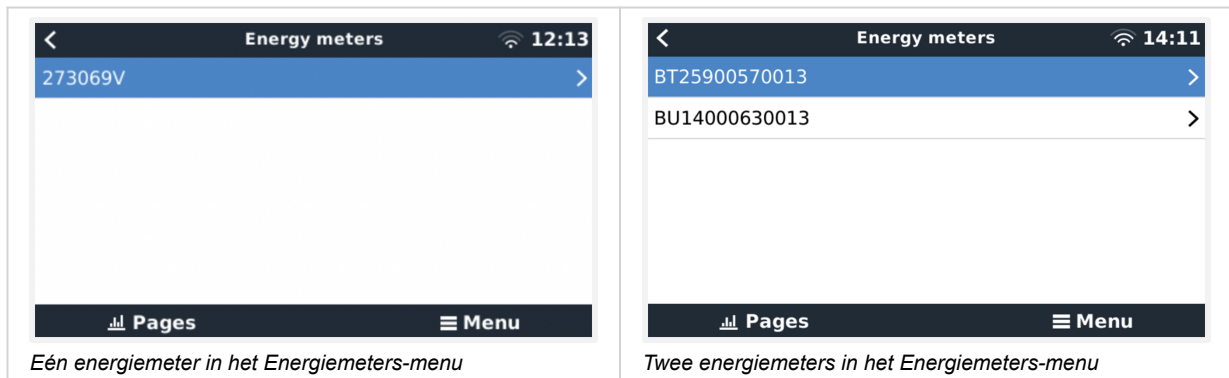 Energy meters 12:13
273069V
Pages Menu
Eén energiemeter in het Energiemeters-menu
Energy meters 14:11
BT25900570013
BU14000630013
Pages Menu
Twee energiemeters in het Energiemeters-menu